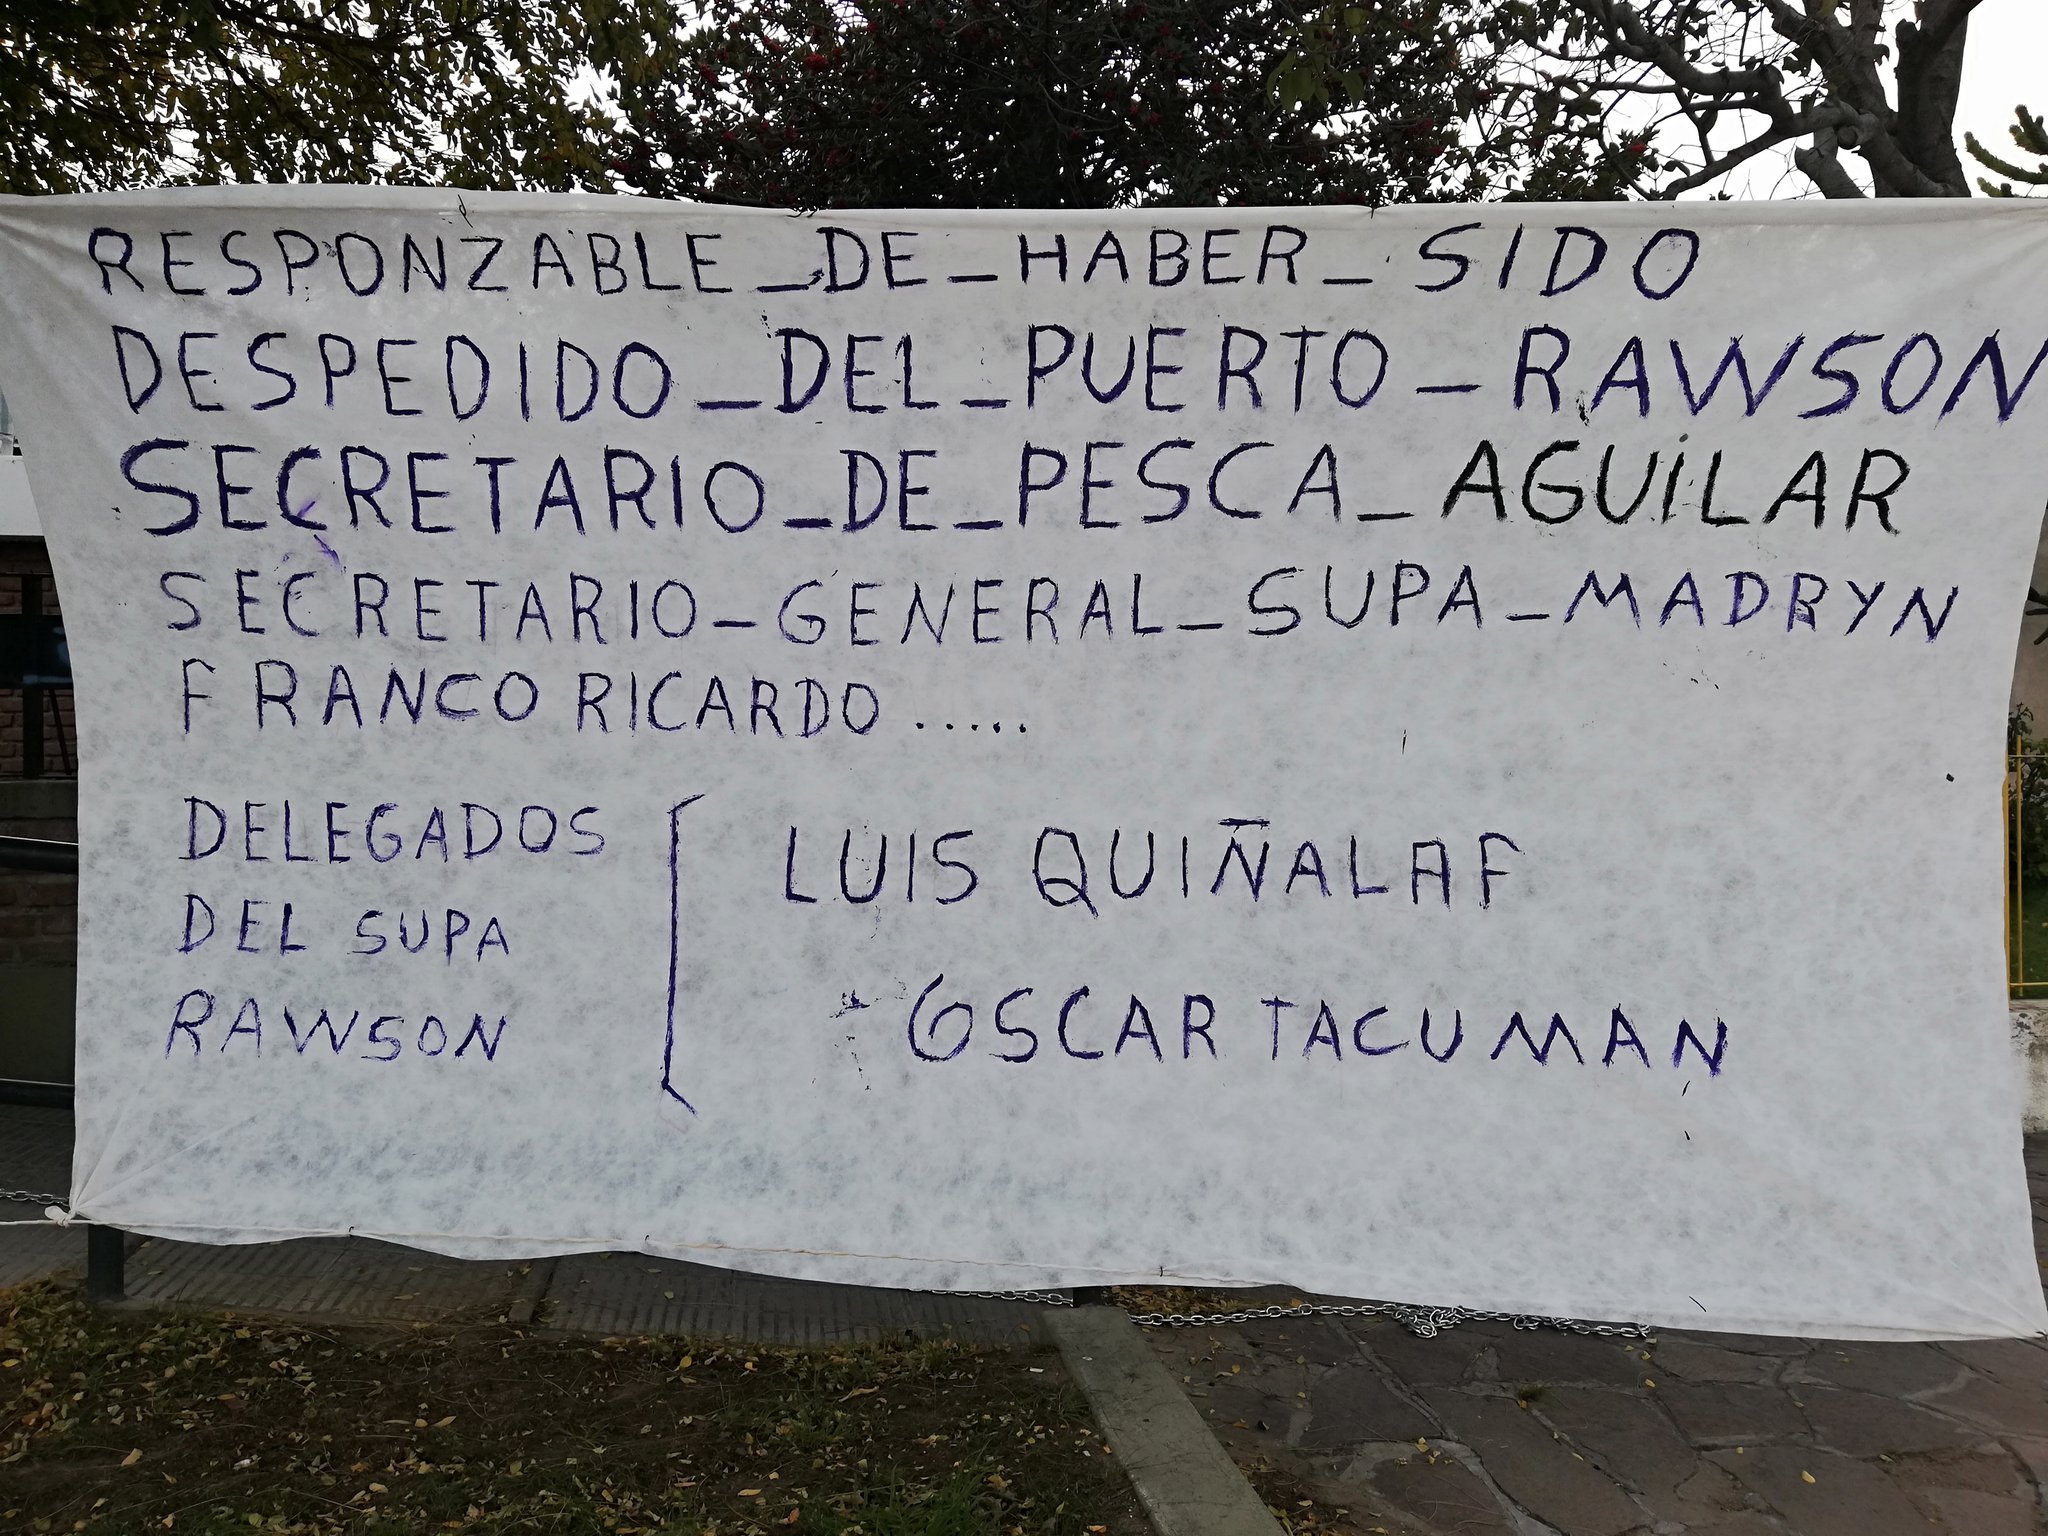 RESPONZABLE_DE_HABER_SIDO
DESPEDIDO_DEL_PUERTO_RAWSON
SECRETARIO_DE_PESCA_AGUiLAR
SECRETARIO_GENERAL_SUPA_MADRYN
FRANCO RICARDO.....
DELEGADOS
DEL SUPA
RAWSON
LUIS QUIÑALAF
OSCAR TACUMAN